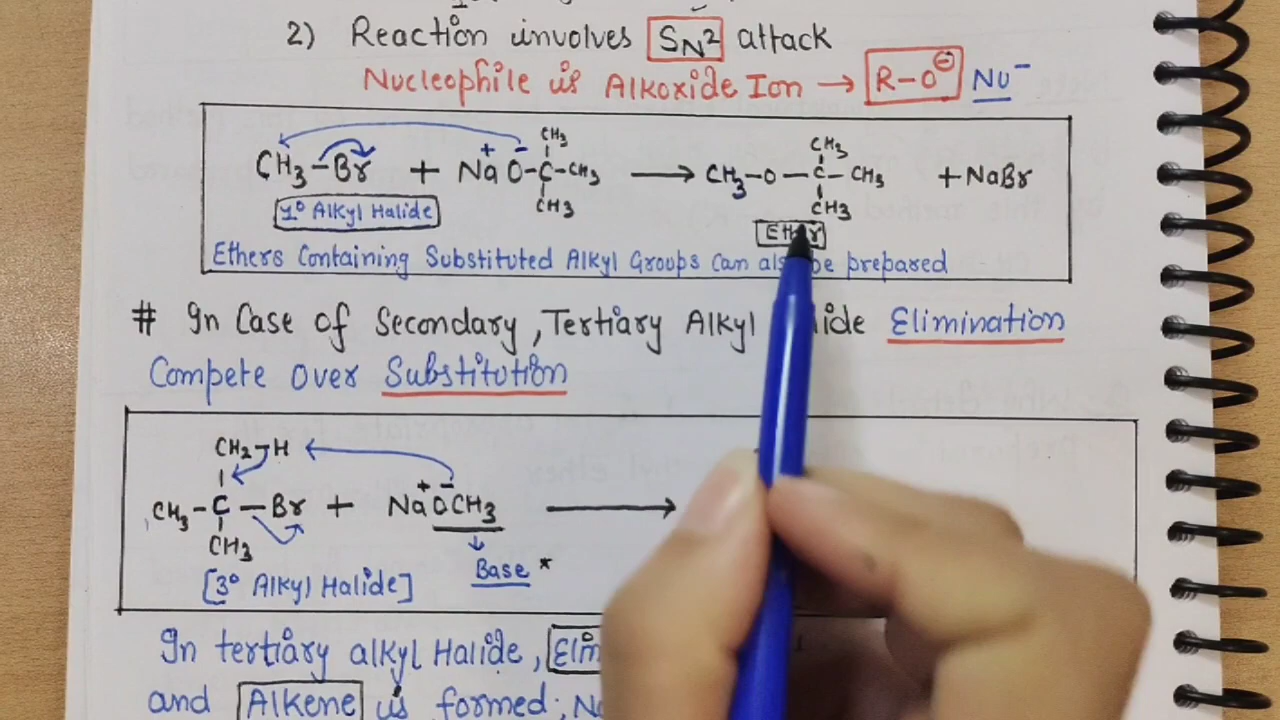 2) Reaction involves SN2 attack
Nucleophile is Alkoxide Ion → R-O⊖ Nu⁻
CH3
CH3-Br + Na⁺O⁻-C-CH3 → CH3-O-C-CH3 + NaBr
CH3
CH3
CH3
1° Alkyl Halide
Ether
Ethers Containing Substituted Alkyl Groups Can also be prepared
# In Case of Secondary, Tertiary Alkyl Halide Elimination
Compete Over Substitution
CH2-H
CH3-C-Br + Na⁺O⁻CH3 →
CH3
Base *
[3° Alkyl Halide]
In tertiary alkyl Halide,
and Alkene is formed;